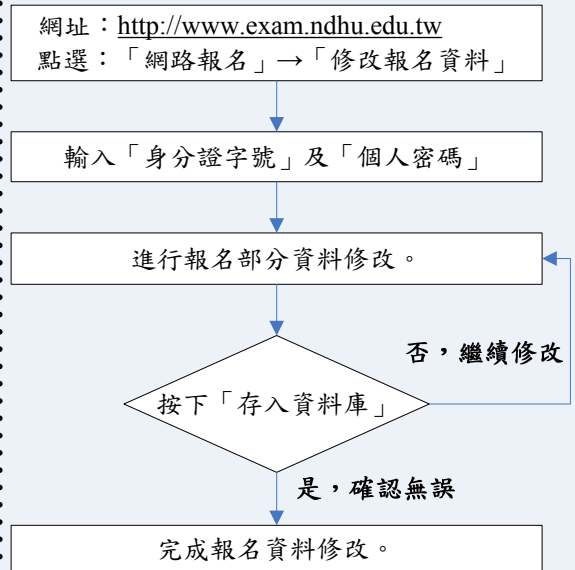 網址：http://www.exam.ndhu.edu.tw
點選：「網路報名」→「修改報名資料」
輸入「身分證字號」及「個人密碼」
進行報名部分資料修改。
否，繼續修改
按下「存入資料庫」
是，確認無誤
完成報名資料修改。